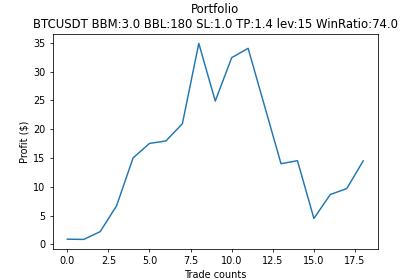 Portfolio
BTCUSDT BBM:3.0 BBL:180 SL:1.0 TP:1.4 lev:15 WinRatio:74.0
35
30
25
20
15
10
5
0
Profit ($)
0.0 2.5 5.0 7.5 10.0 12.5 15.0 17.5
Trade counts